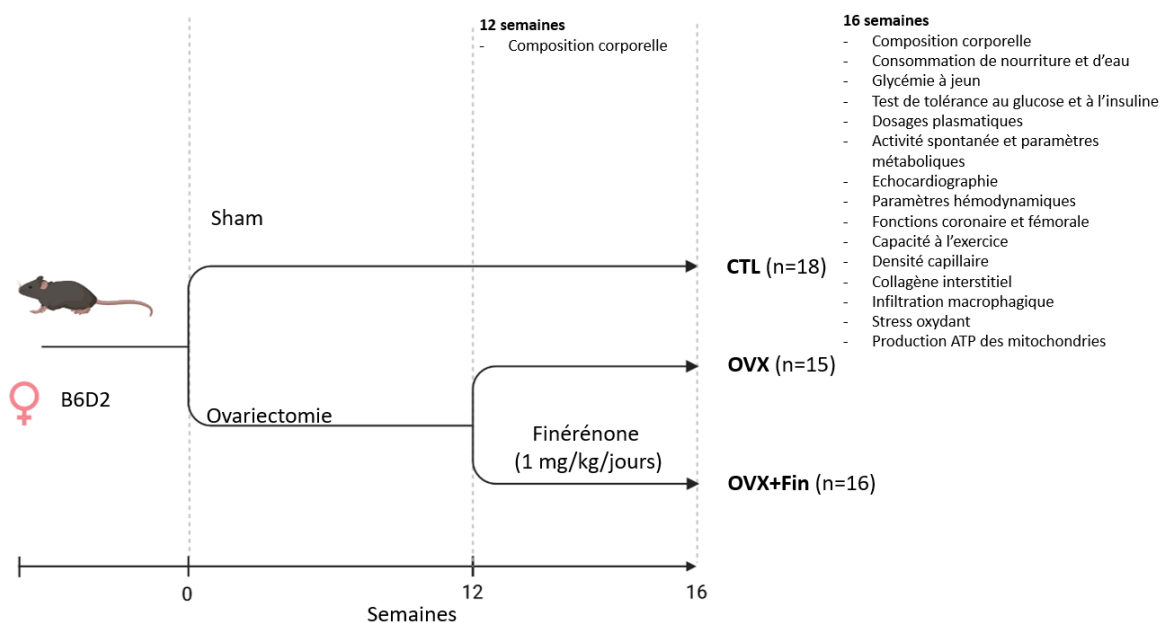 12 semaines
- Composition corporelle
16 semaines
- Composition corporelle
- Consommation de nourriture et d'eau
- Glycémie à jeun
- Test de tolérance au glucose et à l'insuline
- Dosages plasmatiques
- Activité spontanée et paramètres
métaboliques
- Echocardiographie
- Paramètres hémodynamiques
- Fonctions coronaire et fémorale
- Capacité à l'exercice
- Densité capillaire
- Collagène interstitiel
- Infiltration macrophagique
- Stress oxydant
- Production ATP des mitochondries
Sham
CTL (n=18)
B6D2
Ovariectomie
OVX (n=15)
Finérénone
(1 mg/kg/jours)
OVX+Fin (n=16)
0
12
16
Semaines